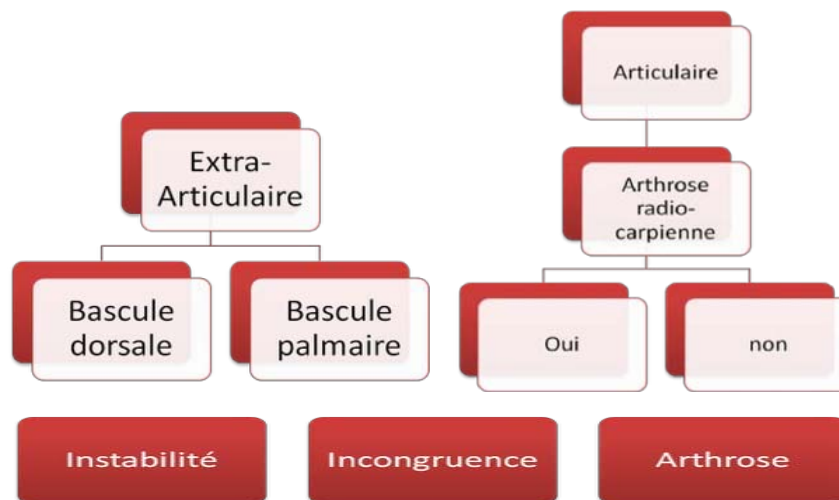 Extra-
Articulaire
Bascule
dorsale
Bascule
palmaire
Articulaire
Arthrose
radio-
carpienne
Oui
non
Instabilité
Incongruence
Arthrose